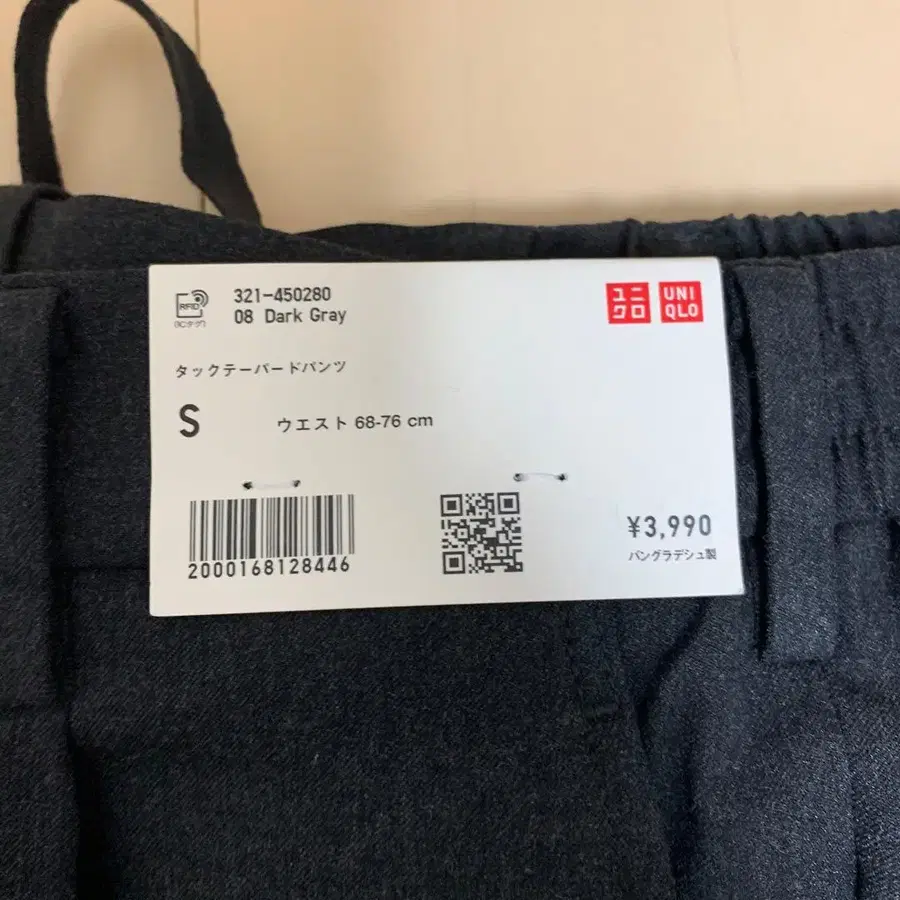 RFID
(ICタグ)
321-450280
08 Dark Gray
ユニ
クロ
UNI
QLO
タックテーパードパンツ
S
ウエスト 68-76 cm
2000168128446
¥3,990
バングラデシュ製